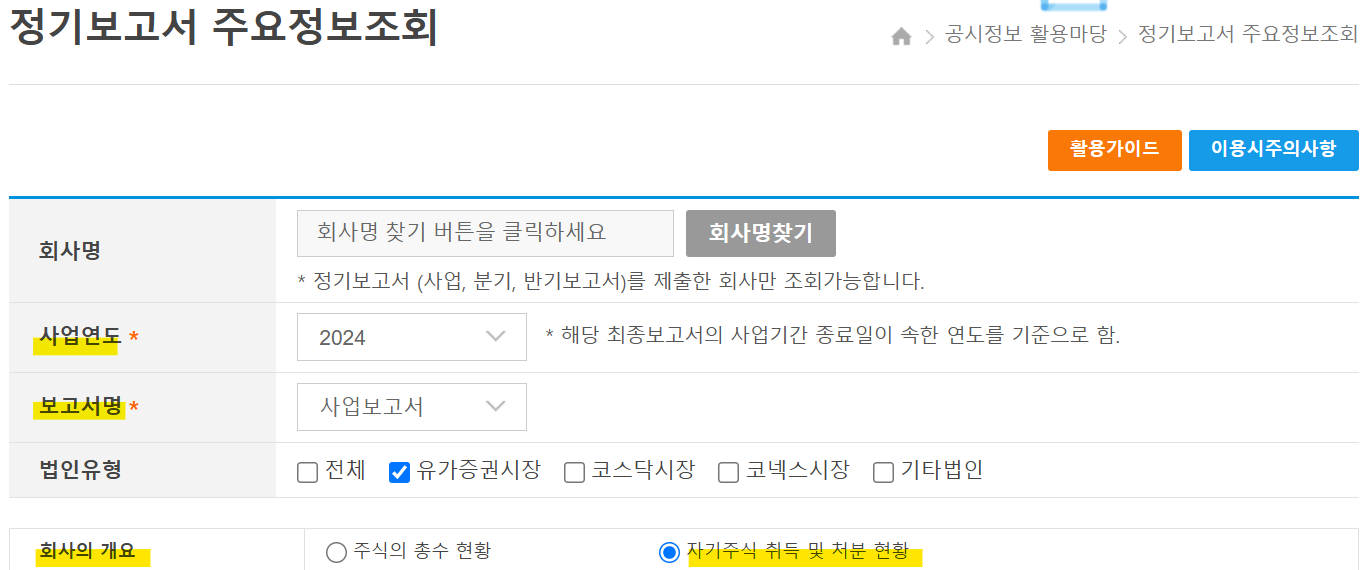 정기보고서 주요정보조회
공시정보 활용마당 > 정기보고서 주요정보조회
활용가이드 이용시주의사항
회사명 회사명 찾기 버튼을 클릭하세요 회사명찾기
* 정기보고서 (사업, 분기, 반기보고서)를 제출한 회사만 조회가능합니다.
사업연도 * 2024 * 해당 최종보고서의 사업기간 종료일이 속한 연도를 기준으로 함.
보고서명 * 사업보고서
법인유형 전체 유가증권시장 코스닥시장 코넥스시장 기타법인
회사의 개요 주식의 총수 현황 자기주식 취득 및 처분 현황